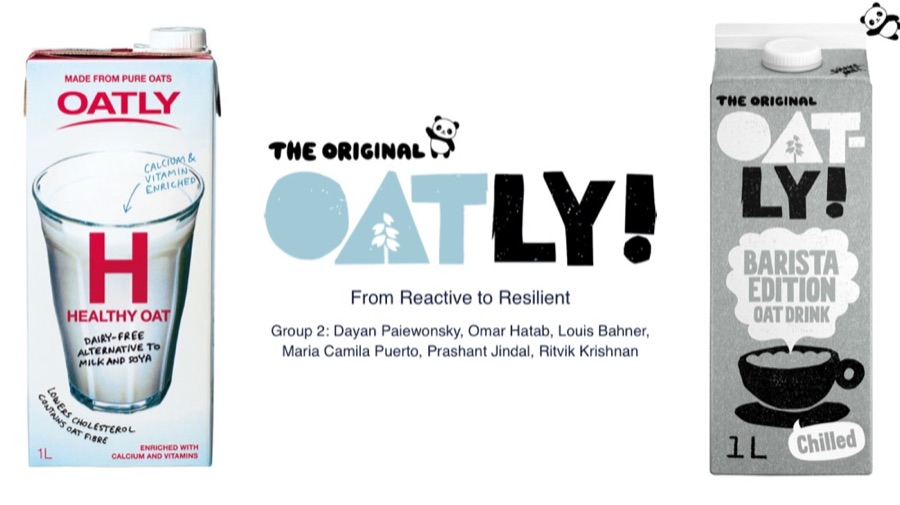 MADE FROM PURE OATS
OATLY
CALCIUM &
VITAMIN
ENRICHED
H
HEALTHY OAT
DAIRY-FREE
ALTERNATIVE TO
MILK AND SOYA
LOWERS CHOLESTEROL
CONTAINS OAT FIBRE
1L
ENRICHED WITH
CALCIUM AND VITAMINS
THE ORIGINAL
OATLY!
From Reactive to Resilient
Group 2: Dayan Paiewonsky, Omar Hatab, Louis Bahner,
Maria Camila Puerto, Prashant Jindal, Ritvik Krishnan
THE ORIGINAL
OAT-
LY!
BARISTA
EDITION
OAT DRINK
1L
Chilled